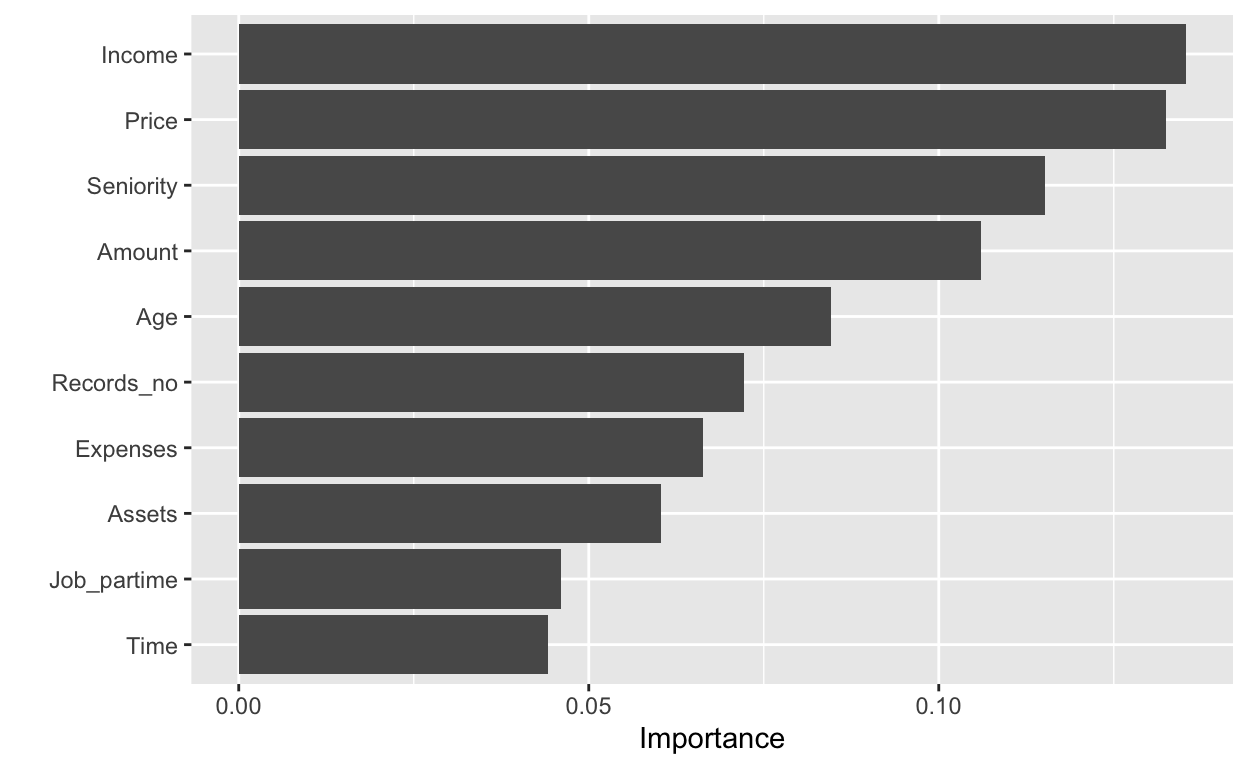 Income
Price
Seniority
Amount
Age
Records_no
Expenses
Assets
Job_partime
Time
0.00 0.05 0.10
Importance